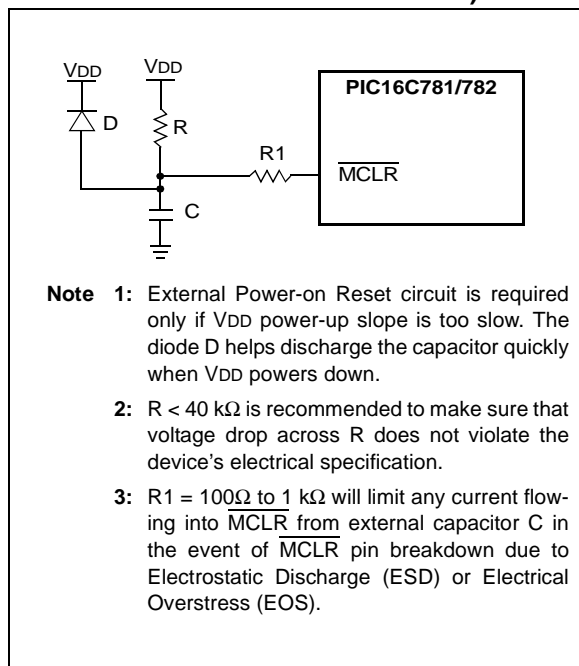 VDD VDD
PIC16C781/782
D R
R1
MCLR
C
Note 1: External Power-on Reset circuit is required
only if VDD power-up slope is too slow. The
diode D helps discharge the capacitor quickly
when VDD powers down.
2: R < 40 kΩ is recommended to make sure that
voltage drop across R does not violate the
device's electrical specification.
3: R1 = 100Ω to 1 kΩ will limit any current flow-
ing into MCLR from external capacitor C in
the event of MCLR pin breakdown due to
Electrostatic Discharge (ESD) or Electrical
Overstress (EOS).